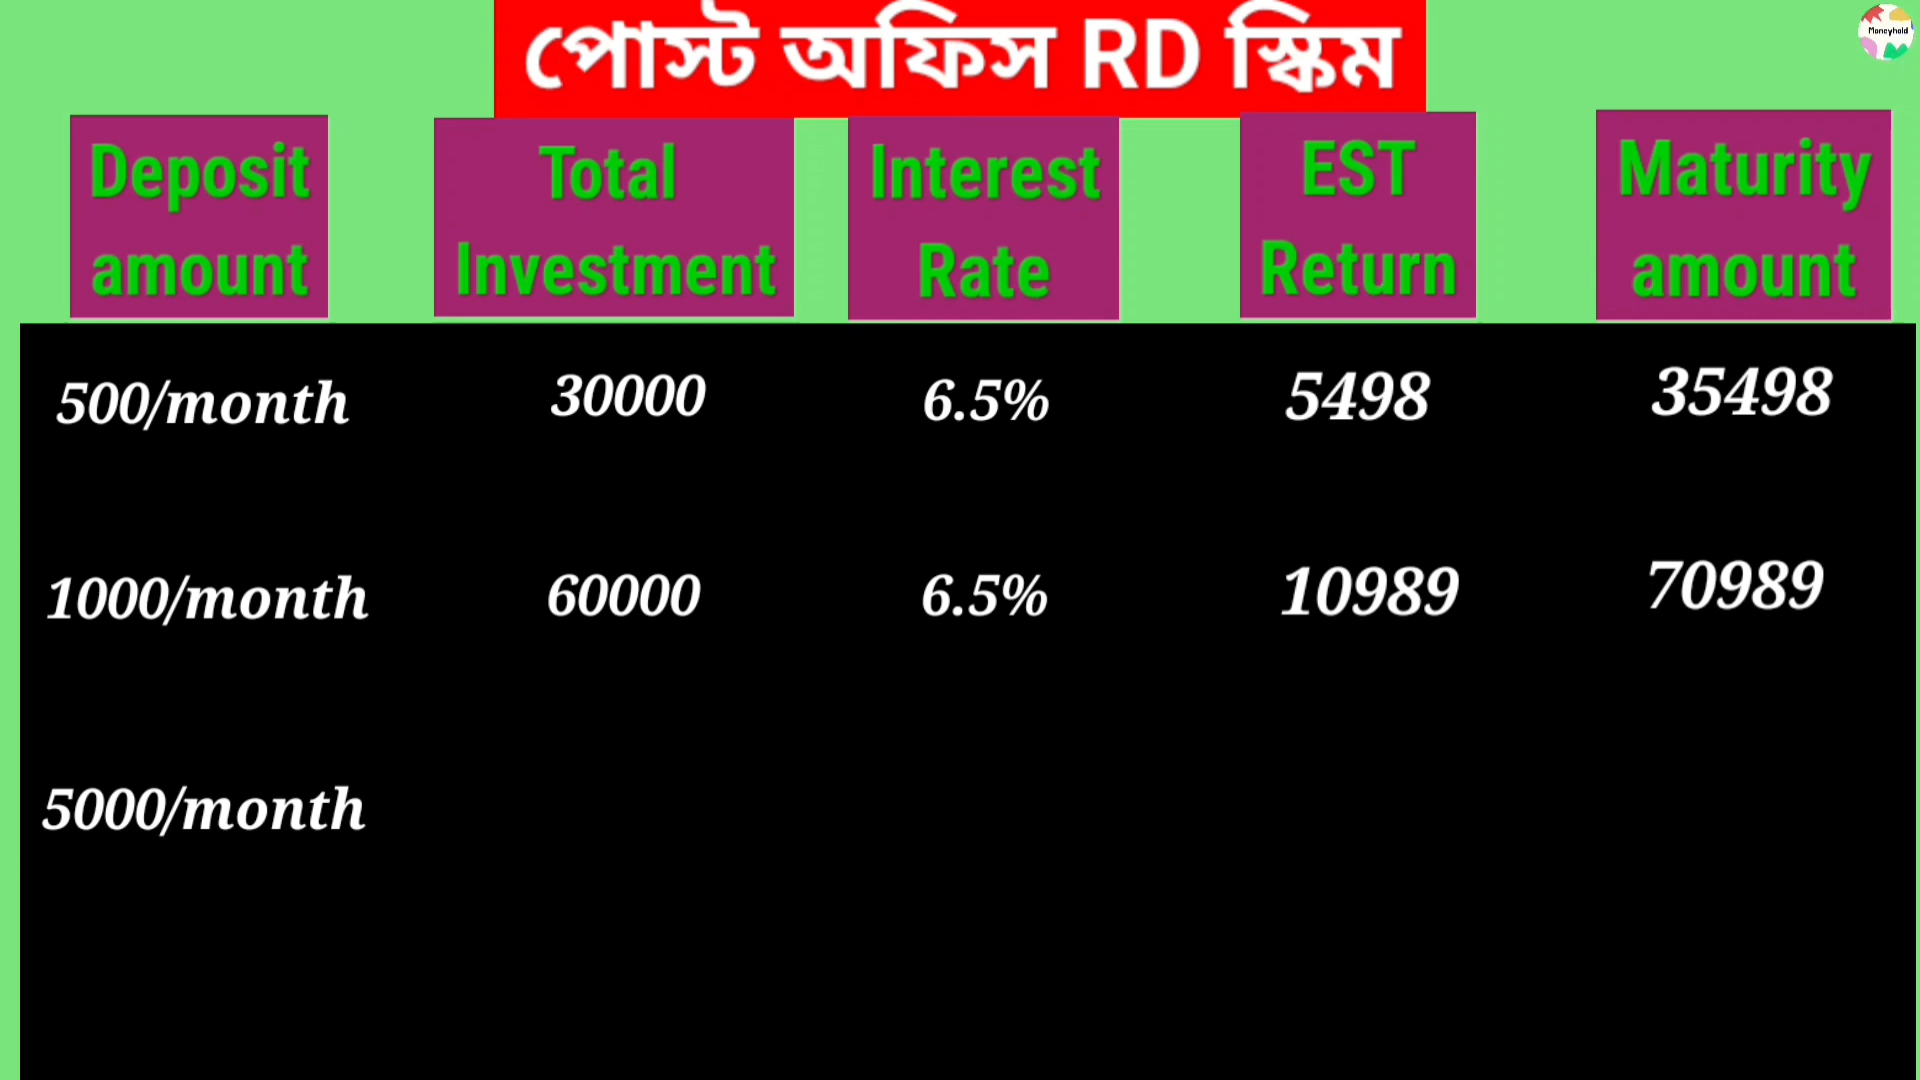 পোস্ট অফিস RD স্কিম
Moneyhold
Deposit amount
Total Investment
Interest Rate
EST Return
Maturity amount
500/month 30000 6.5% 5498 35498
1000/month 60000 6.5% 10989 70989
5000/month